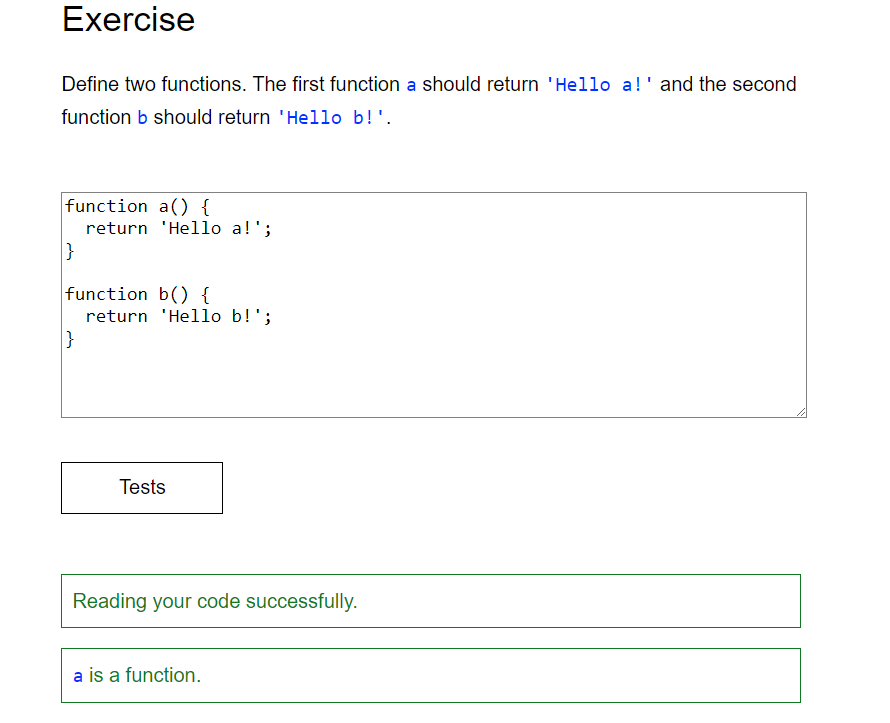 Exercise
Define two functions. The first function a should return 'Hello a!' and the second
function b should return 'Hello b!'.
function a() {
  return 'Hello a!';
}
function b() {
  return 'Hello b!';
}
Tests
Reading your code successfully.
a is a function.